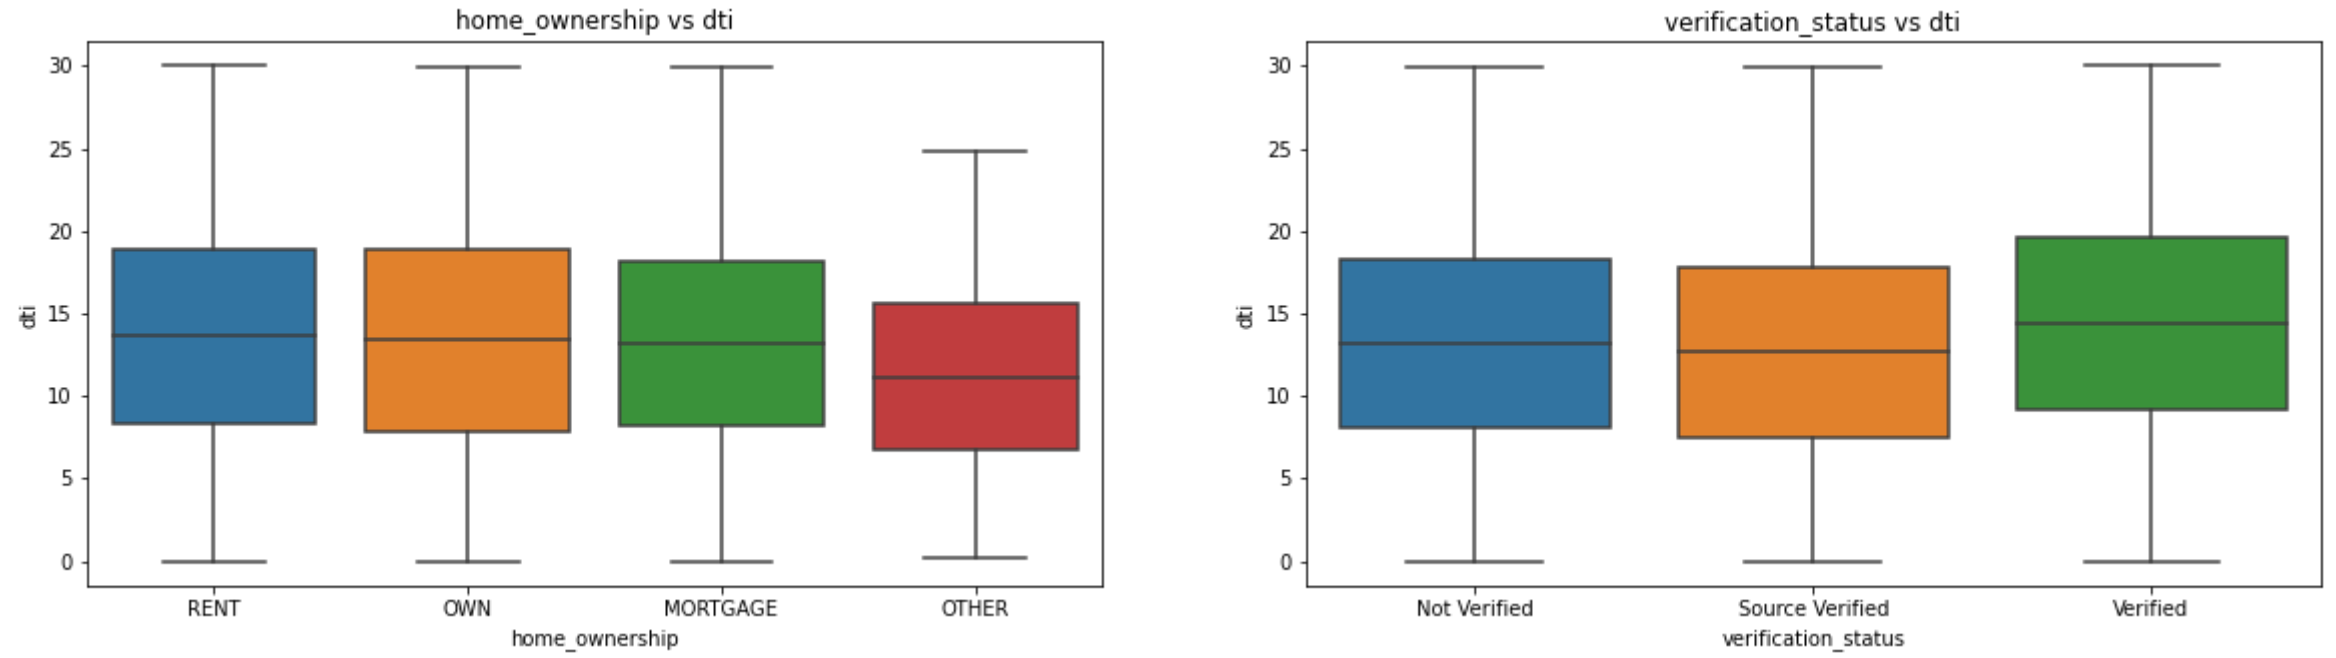 home_ownership vs dti
30
25
20
15
10
5
0
dti
RENT OWN MORTGAGE OTHER
home_ownership
verification_status vs dti
30
25
20
15
10
5
0
dti
Not Verified Source Verified Verified
verification_status